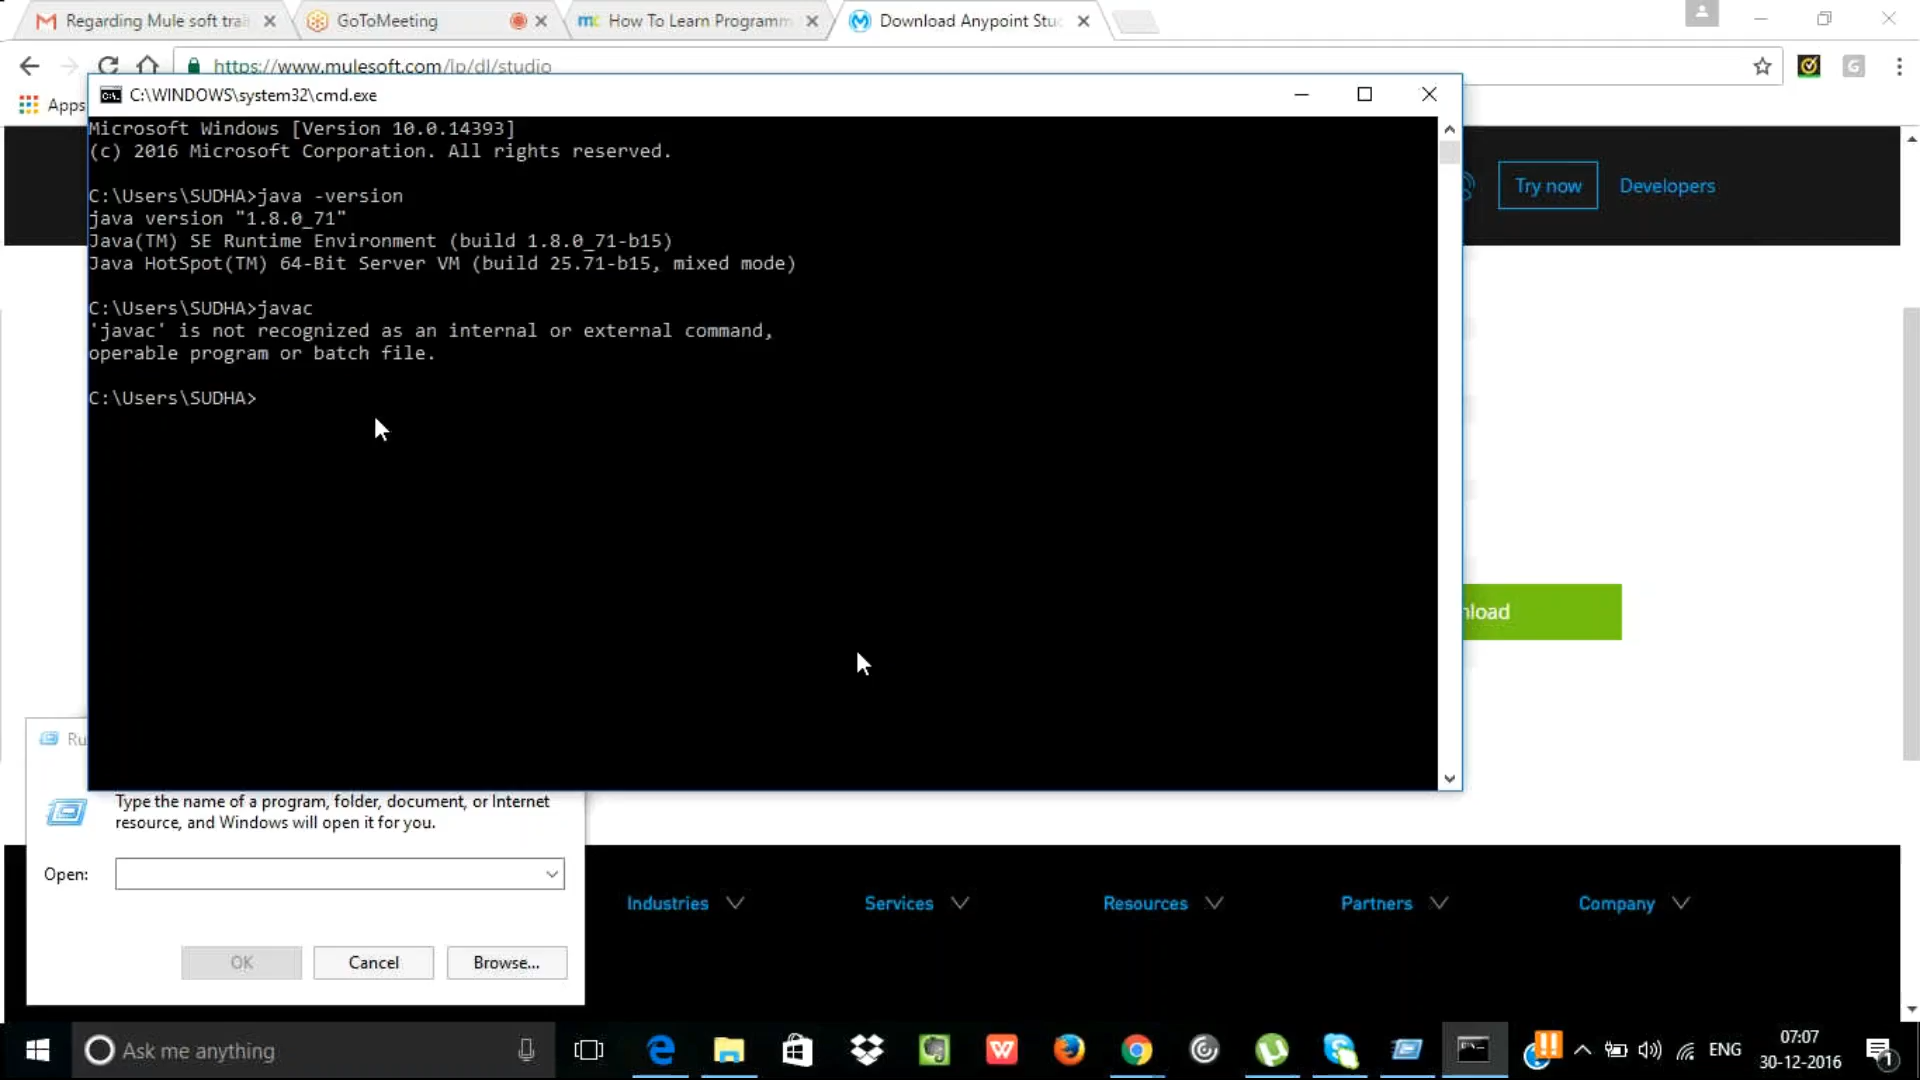 Regarding Mule soft trai
GoToMeeting
How To Learn Programm
Download Anypoint Stu
https://www.mulesoft.com/lp/dl/studio
Apps
C:\WINDOWS\system32\cmd.exe
Microsoft Windows [Version 10.0.14393]
(c) 2016 Microsoft Corporation. All rights reserved.
C:\Users\SUDHA>java -version
java version "1.8.0_71"
Java(TM) SE Runtime Environment (build 1.8.0_71-b15)
Java HotSpot(TM) 64-Bit Server VM (build 25.71-b15, mixed mode)
C:\Users\SUDHA>javac
'javac' is not recognized as an internal or external command,
operable program or batch file.
C:\Users\SUDHA>
Try now
Developers
nload
Ru
Type the name of a program, folder, document, or Internet
resource, and Windows will open it for you.
Open:
OK
Cancel
Browse...
Industries
Services
Resources
Partners
Company
Ask me anything
ENG
07:07
30-12-2016
1